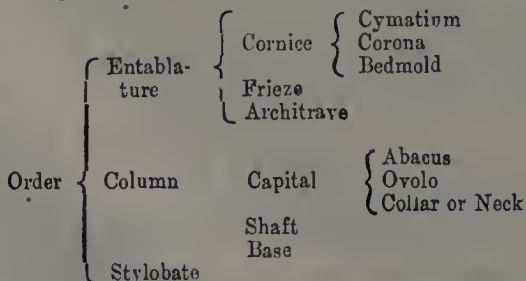 Cymatium
Cornice Corona
Entabla- Bedmold
ture
Frieze
Architrave
Abacus
Order Column Capital Ovolo
Collar or Neck
Shaft
Base
Stylobate